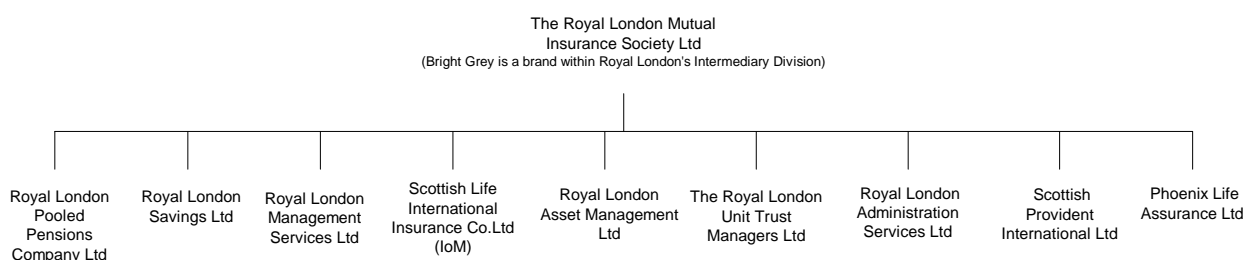 The Royal London Mutual
Insurance Society Ltd
(Bright Grey is a brand within Royal London's Intermediary Division)
Royal London
Pooled
Pensions
Company Ltd
Royal London
Savings Ltd
Royal London
Management
Services Ltd
Scottish Life
International
Insurance Co.Ltd
(IoM)
Royal London
Asset Management
Ltd
The Royal London
Unit Trust
Managers Ltd
Royal London
Administration
Services Ltd
Scottish
Provident
International Ltd
Phoenix Life
Assurance Ltd